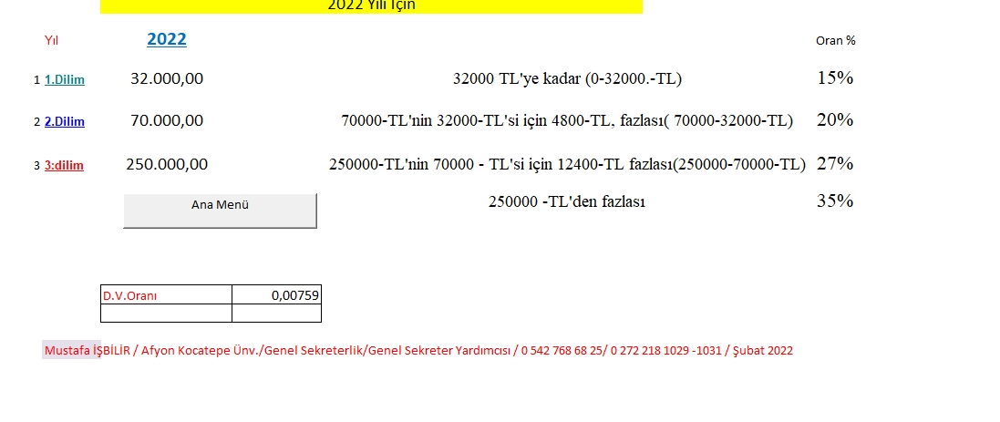 2022 Yılı İçin
Yıl 2022 Oran %
1 1.Dilim 32.000,00 32000 TL'ye kadar (0-32000.-TL) 15%
2 2.Dilim 70.000,00 70000-TL'nin 32000-TL'si için 4800-TL, fazlası( 70000-32000-TL) 20%
3 3:dilim 250.000,00 250000-TL'nin 70000 - TL'si için 12400-TL fazlası(250000-70000-TL) 27%
Ana Menü 250000 -TL'den fazlası 35%
D.V.Oranı 0,00759
Mustafa İŞBİLİR / Afyon Kocatepe Ünv./Genel Sekreterlik/Genel Sekreter Yardımcısı / 0 542 768 68 25/ 0 272 218 1029 -1031 / Şubat 2022